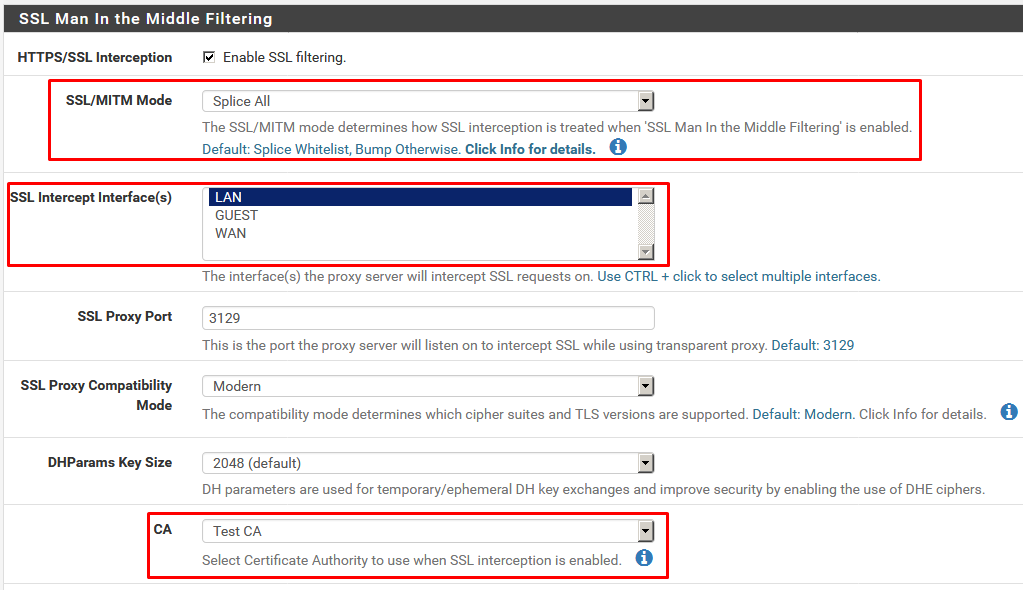 SSL Man In the Middle Filtering
HTTPS/SSL Interception
Enable SSL filtering.
SSL/MITM Mode
Splice All
The SSL/MITM mode determines how SSL interception is treated when 'SSL Man In the Middle Filtering' is enabled.
Default: Splice Whitelist, Bump Otherwise. Click Info for details.
SSL Intercept Interface(s)
LAN
GUEST
WAN
The interface(s) the proxy server will intercept SSL requests on. Use CTRL + click to select multiple interfaces.
SSL Proxy Port
3129
This is the port the proxy server will listen on to intercept SSL while using transparent proxy. Default: 3129
SSL Proxy Compatibility
Mode
Modern
The compatibility mode determines which cipher suites and TLS versions are supported. Default: Modern. Click Info for details.
DHParams Key Size
2048 (default)
DH parameters are used for temporary/ephemeral DH key exchanges and improve security by enabling the use of DHE ciphers.
CA
Test CA
Select Certificate Authority to use when SSL interception is enabled.